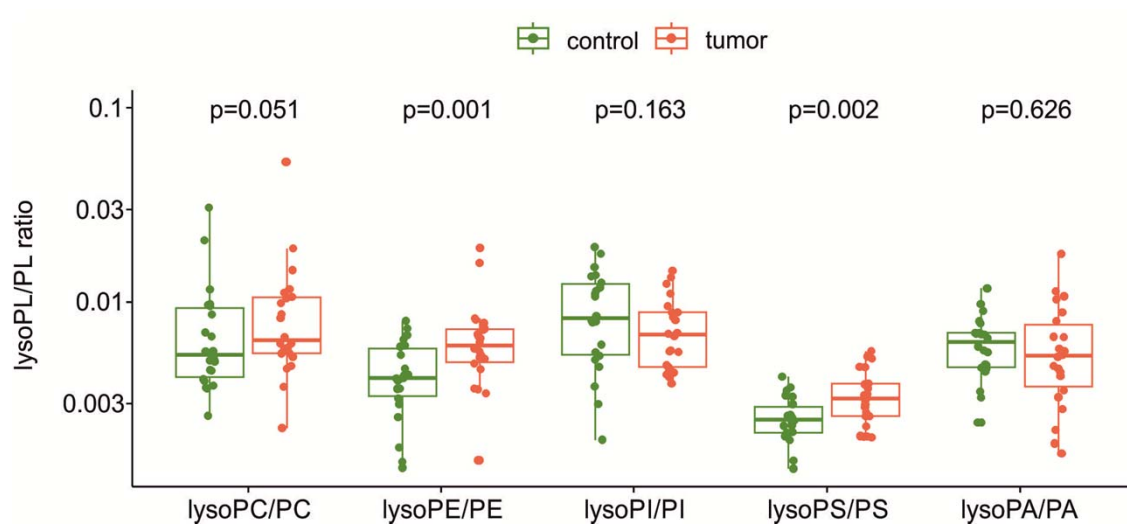 control tumor
p=0.051 p=0.001 p=0.163 p=0.002 p=0.626
lysoPL/PL ratio
0.1
0.03
0.01
0.003
lysoPC/PC lysoPE/PE lysoPI/PI lysoPS/PS lysoPA/PA